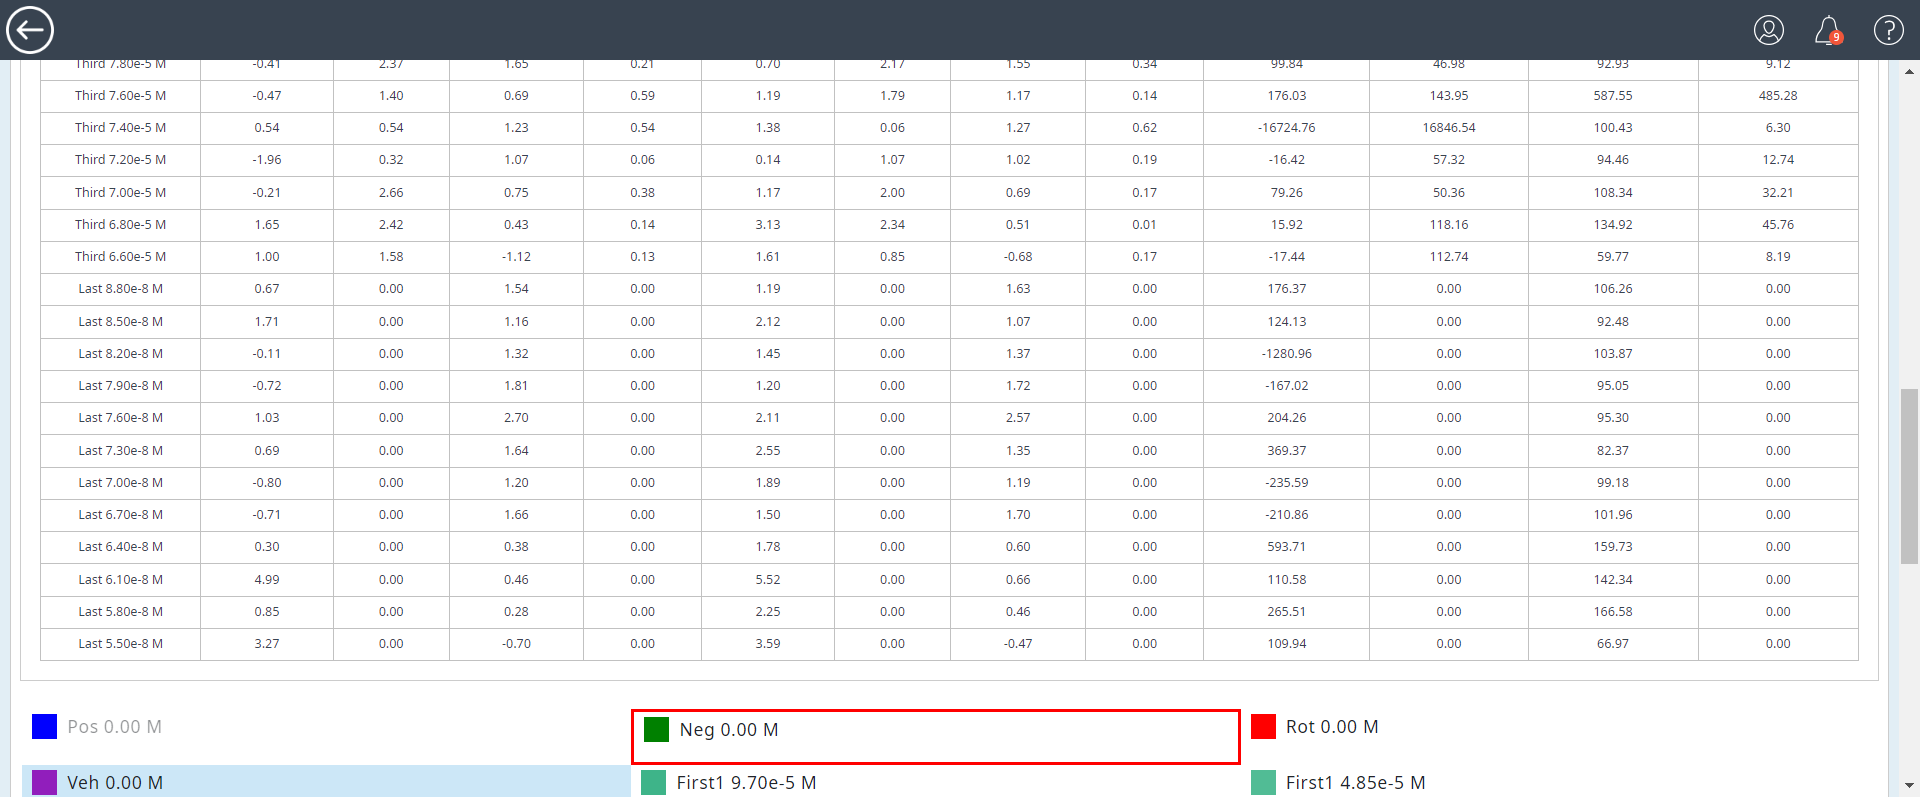 9
Third 7.80e-5 M -0.41 2.37 1.65 0.21 0.70 2.17 1.55 0.34 99.84 46.98 92.93 9.12
Third 7.60e-5 M -0.47 1.40 0.69 0.59 1.19 1.79 1.17 0.14 176.03 143.95 587.55 485.28
Third 7.40e-5 M 0.54 0.54 1.23 0.54 1.38 0.06 1.27 0.62 -16724.76 16846.54 100.43 6.30
Third 7.20e-5 M -1.96 0.32 1.07 0.06 0.14 1.07 1.02 0.19 -16.42 57.32 94.46 12.74
Third 7.00e-5 M -0.21 2.66 0.75 0.38 1.17 2.00 0.69 0.17 79.26 50.36 108.34 32.21
Third 6.80e-5 M 1.65 2.42 0.43 0.14 3.13 2.34 0.51 0.01 15.92 118.16 134.92 45.76
Third 6.60e-5 M 1.00 1.58 -1.12 0.13 1.61 0.85 -0.68 0.17 -17.44 112.74 59.77 8.19
Last 8.80e-8 M 0.67 0.00 1.54 0.00 1.19 0.00 1.63 0.00 176.37 0.00 106.26 0.00
Last 8.50e-8 M 1.71 0.00 1.16 0.00 2.12 0.00 1.07 0.00 124.13 0.00 92.48 0.00
Last 8.20e-8 M -0.11 0.00 1.32 0.00 1.45 0.00 1.37 0.00 -1280.96 0.00 103.87 0.00
Last 7.90e-8 M -0.72 0.00 1.81 0.00 1.20 0.00 1.72 0.00 -167.02 0.00 95.05 0.00
Last 7.60e-8 M 1.03 0.00 2.70 0.00 2.11 0.00 2.57 0.00 204.26 0.00 95.30 0.00
Last 7.30e-8 M 0.69 0.00 1.64 0.00 2.55 0.00 1.35 0.00 369.37 0.00 82.37 0.00
Last 7.00e-8 M -0.80 0.00 1.20 0.00 1.89 0.00 1.19 0.00 -235.59 0.00 99.18 0.00
Last 6.70e-8 M -0.71 0.00 1.66 0.00 1.50 0.00 1.70 0.00 -210.86 0.00 101.96 0.00
Last 6.40e-8 M 0.30 0.00 0.38 0.00 1.78 0.00 0.60 0.00 593.71 0.00 159.73 0.00
Last 6.10e-8 M 4.99 0.00 0.46 0.00 5.52 0.00 0.66 0.00 110.58 0.00 142.34 0.00
Last 5.80e-8 M 0.85 0.00 0.28 0.00 2.25 0.00 0.46 0.00 265.51 0.00 166.58 0.00
Last 5.50e-8 M 3.27 0.00 -0.70 0.00 3.59 0.00 -0.47 0.00 109.94 0.00 66.97 0.00
Pos 0.00 M Neg 0.00 M Rot 0.00 M
Veh 0.00 M First1 9.70e-5 M First1 4.85e-5 M